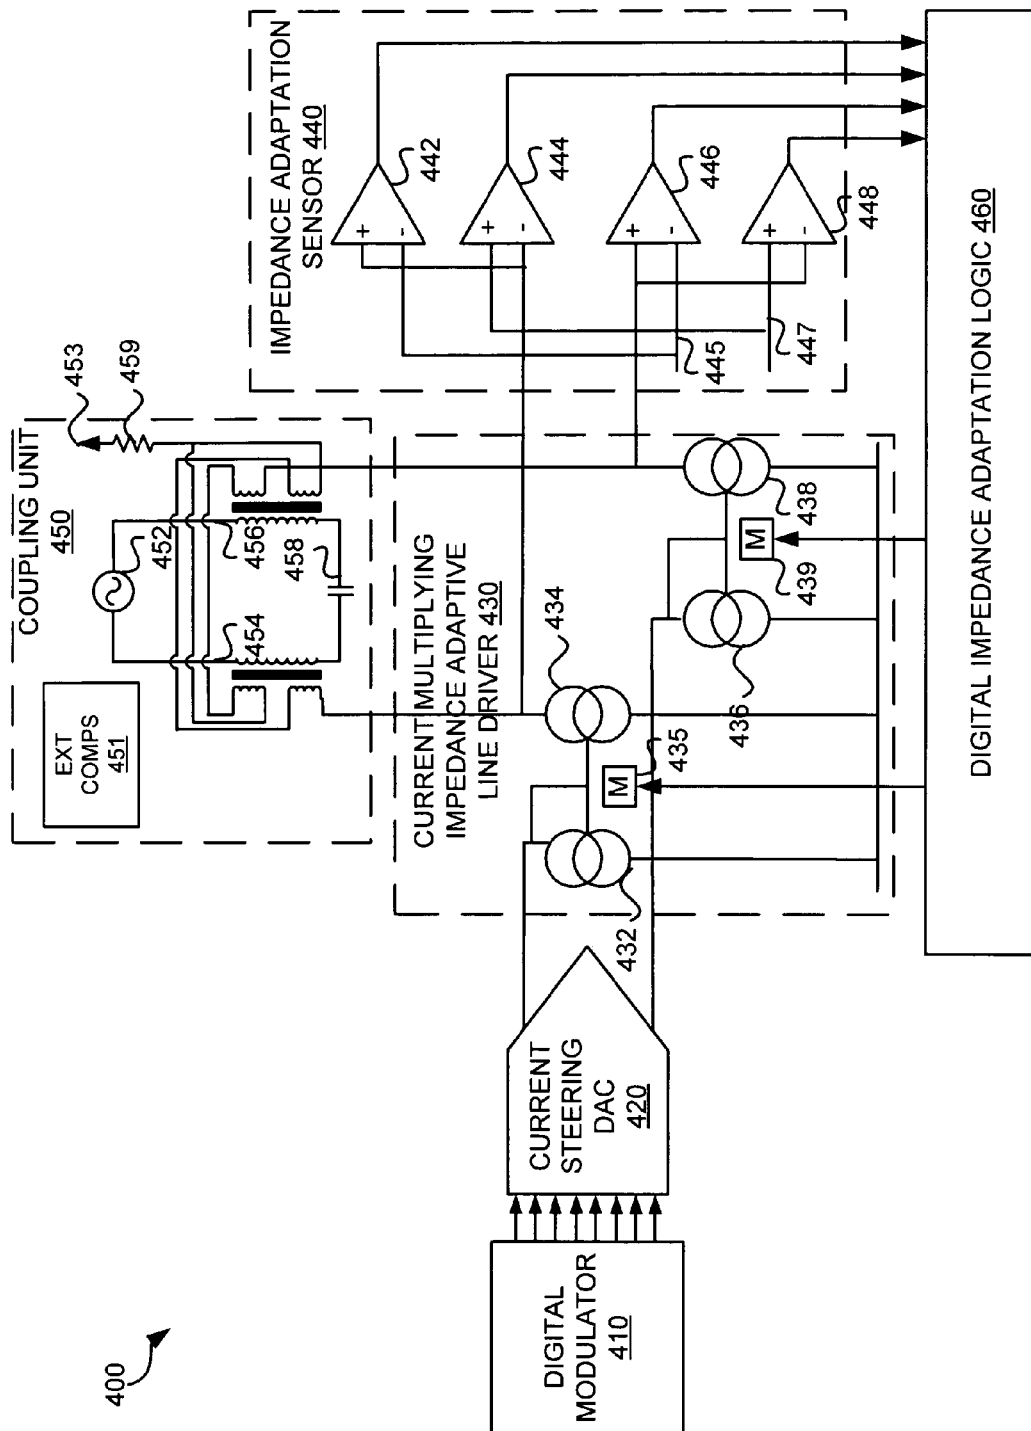 400
DIGITAL
MODULATOR
410
CURRENT
STEERING
DAC
420
COUPLING UNIT
450
EXT
COMPS
451
452
453
454
456
458
459
CURRENT MULTIPLYING
IMPEDANCE ADAPTIVE
LINE DRIVER 430
432
434
M
435
436
438
M
439
IMPEDANCE ADAPTATION
SENSOR 440
+
-
442
+
-
444
+
-
446
+
-
448
445
447
DIGITAL IMPEDANCE ADAPTATION LOGIC 460